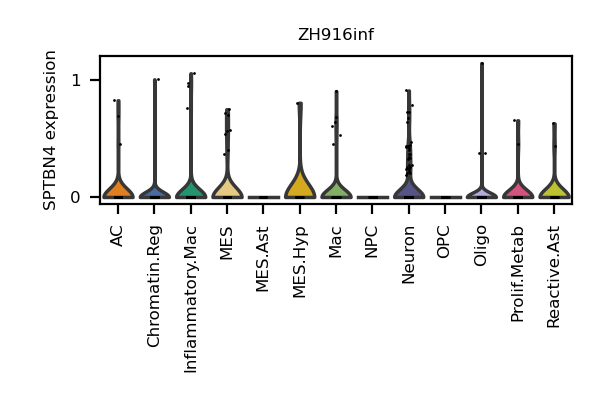 ZH916inf
SPTBN4 expression
1
0
AC
Chromatin.Reg
Inflammatory.Mac
MES
MES.Ast
MES.Hyp
Mac
NPC
Neuron
OPC
Oligo
Prolif.Metab
Reactive.Ast